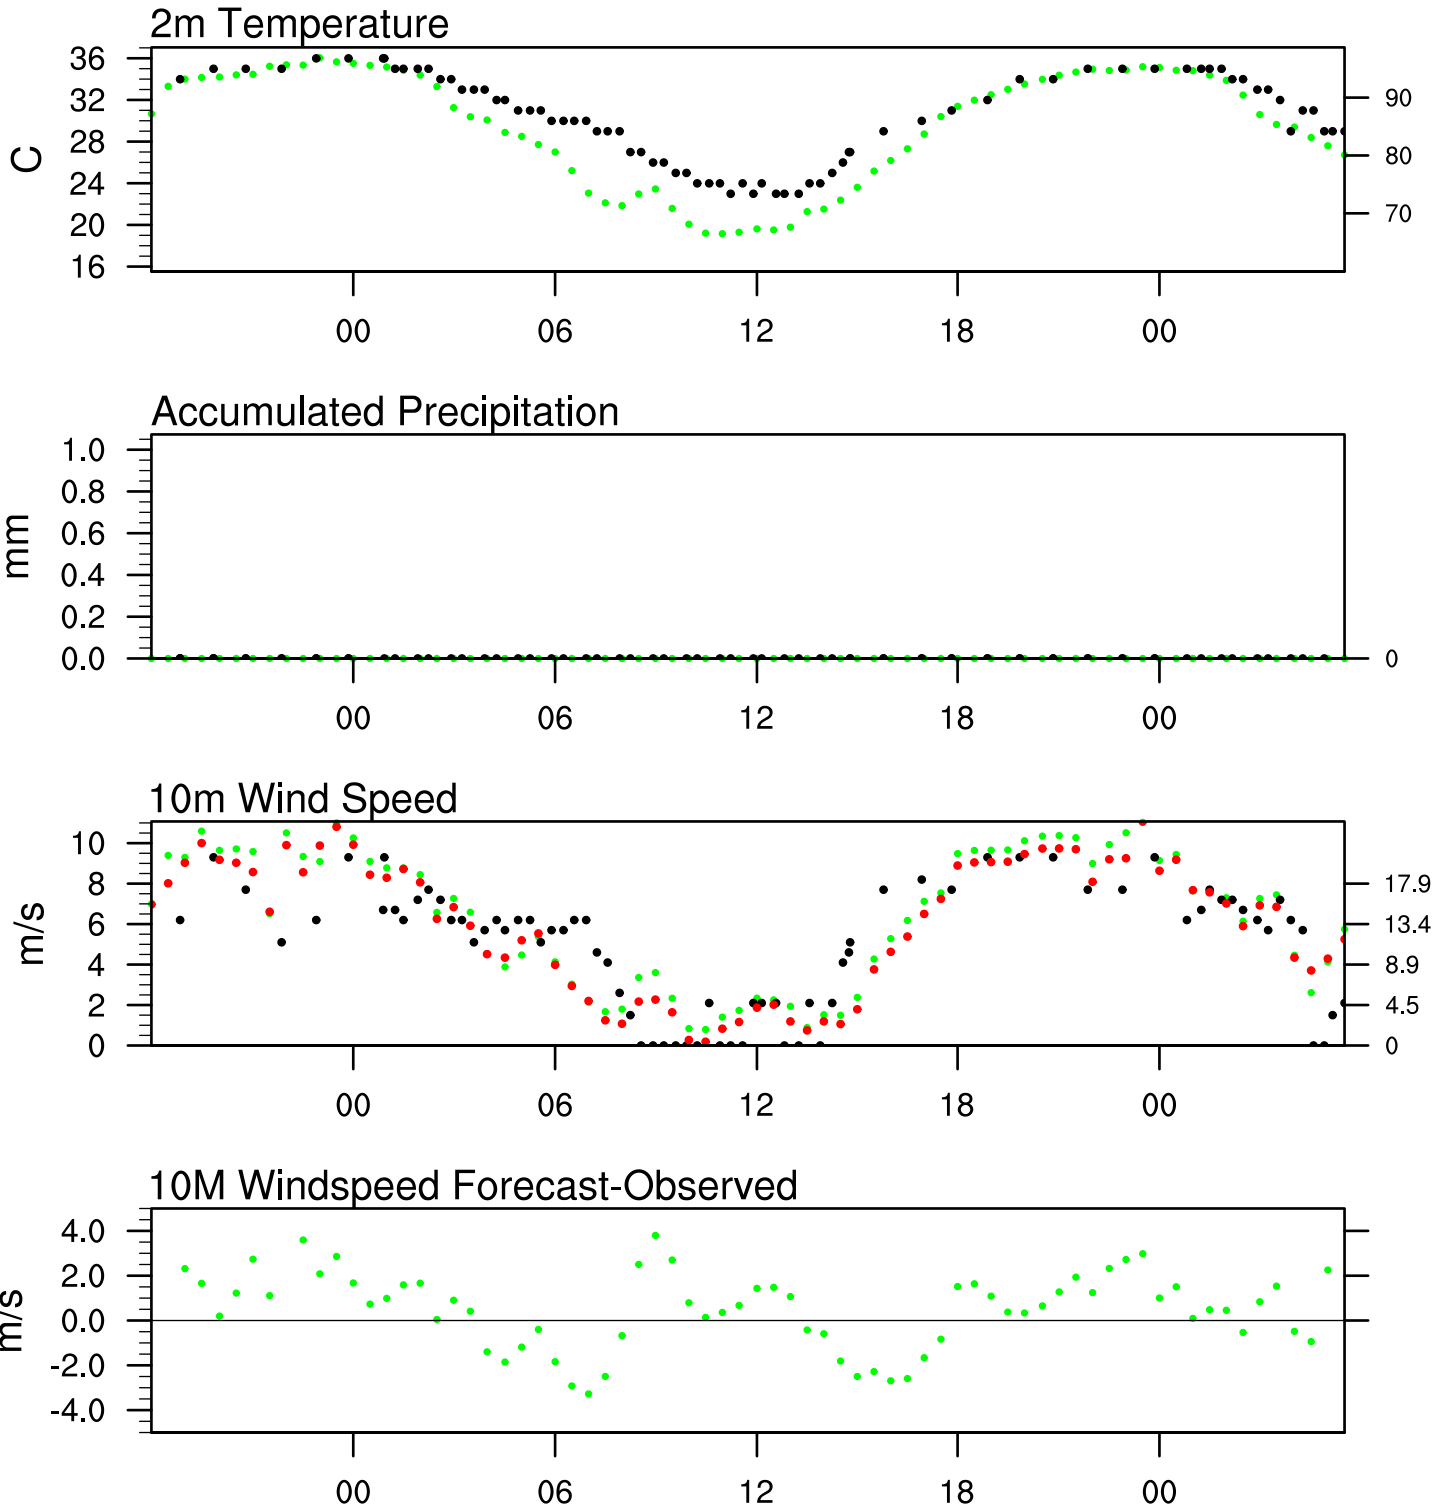 2m Temperature
36
32
28
24
20
16
C
90
80
70
00 06 12 18 00
Accumulated Precipitation
1.0
0.8
0.6
0.4
0.2
0.0
mm
0
00 06 12 18 00
10m Wind Speed
10
8
6
4
2
0
m/s
17.9
13.4
8.9
4.5
0
00 06 12 18 00
10M Windspeed Forecast-Observed
4.0
2.0
0.0
-2.0
-4.0
m/s
00 06 12 18 00